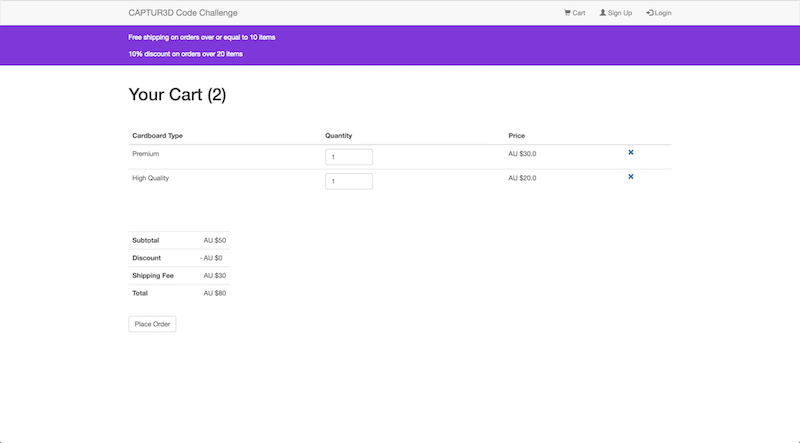 CAPTUR3D Code Challenge Cart Sign Up Login
Free shipping on orders over or equal to 10 items
10% discount on orders over 20 items
Your Cart (2)
Cardboard Type Quantity Price
Premium 1 AU $30.0
High Quality 1 AU $20.0
Subtotal AU $50
Discount - AU $0
Shipping Fee AU $30
Total AU $80
Place Order